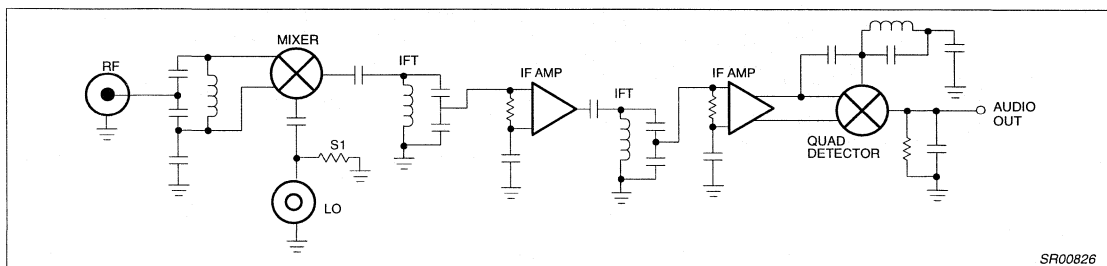 MIXER
RF
IFT
IF AMP
IFT
IF AMP
AUDIO
OUT
QUAD
DETECTOR
S1
LO
SR00826